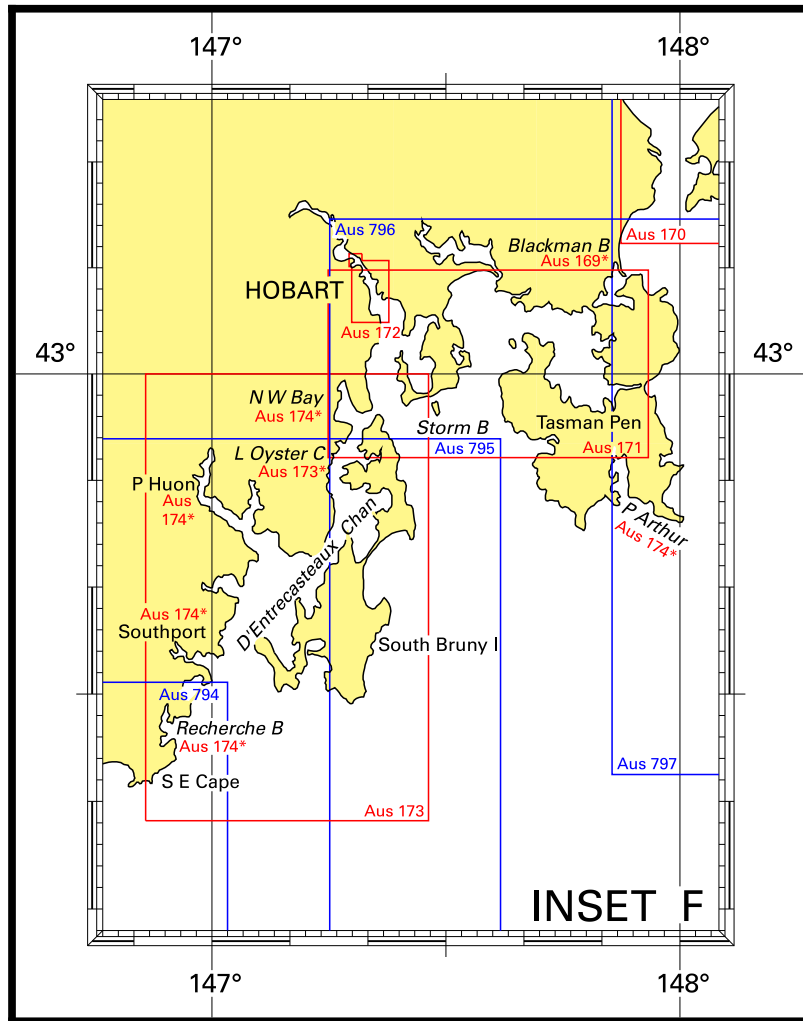 147° 148°
Aus 796
Blackman B
Aus 170
Aus 169*
HOBART
Aus 172
43° 43°
N W Bay
Aus 174*
Storm B
Tasman Pen
Aus 795
Aus 171
L Oyster C
Aus 173*
P Huon
Aus
174*
P Arthur
Aus 174*
D'Entrecasteaux Chan
Aus 174*
Southport
South Bruny I
Aus 794
Recherche B
Aus 174*
Aus 797
S E Cape
Aus 173
INSET F
147° 148°